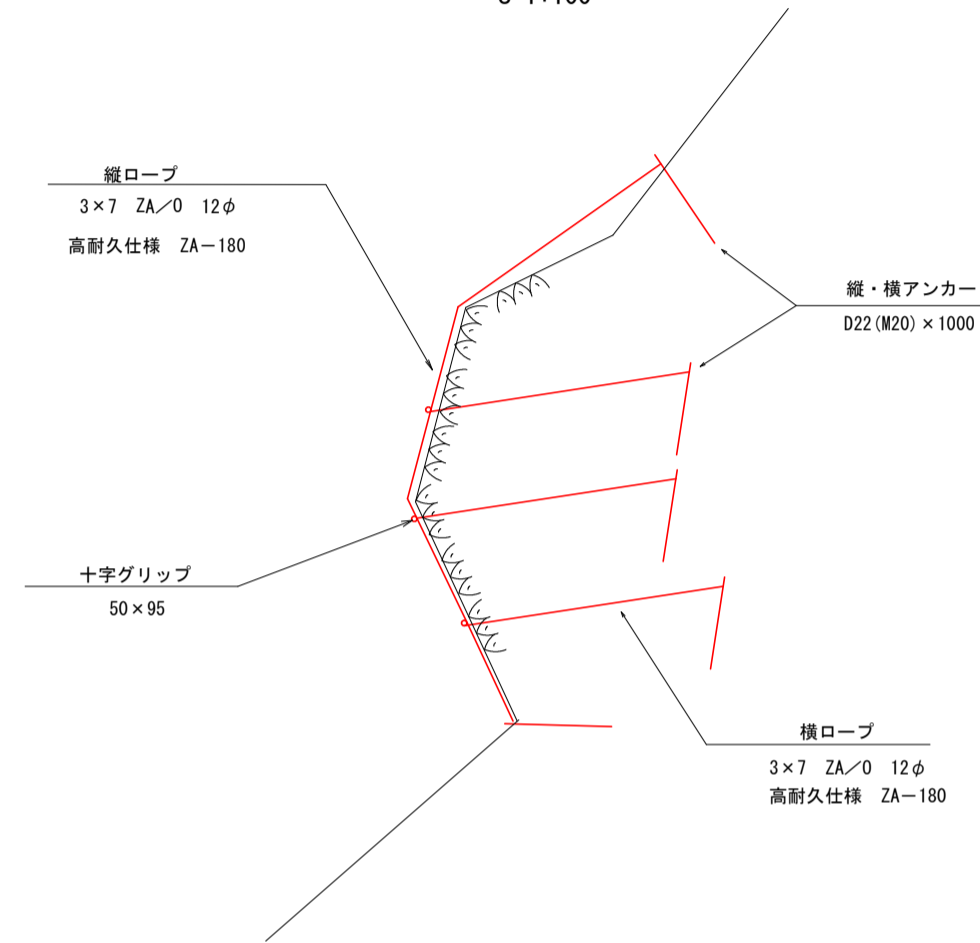 縦ロープ
3×7 ZA/O 12φ
高耐久仕様 ZA－180
縦・横アンカー
D22(M20)×1000
十字グリップ
50×95
横ロープ
3×7 ZA/O 12φ
高耐久仕様 ZA－180